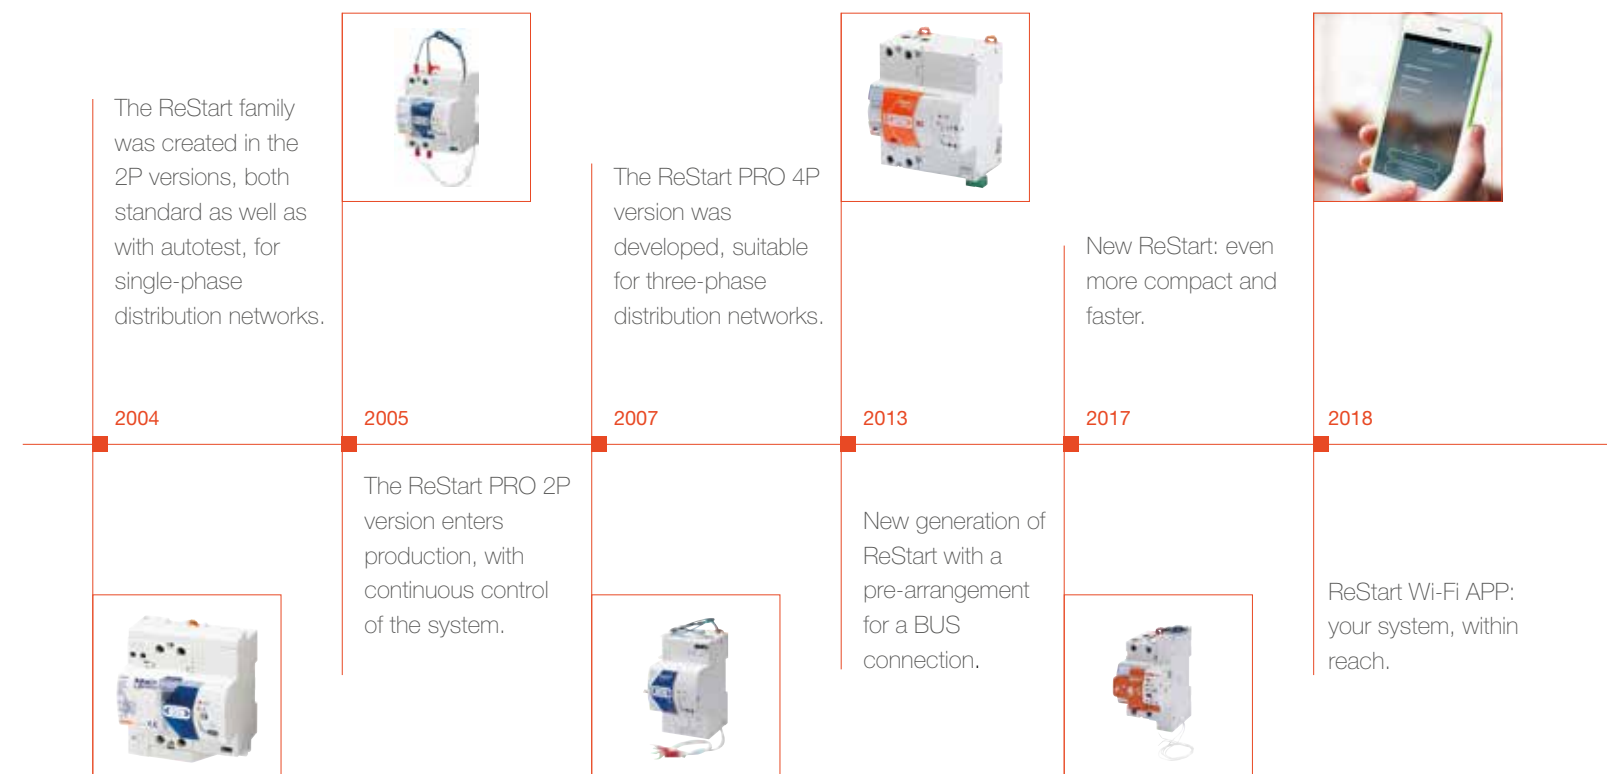 The ReStart family
was created in the
2P versions, both
standard as well as
with autotest, for
single-phase
distribution networks.
2004
2005
The ReStart PRO 2P
version enters
production, with
continuous control
of the system.
The ReStart PRO 4P
version was
developed, suitable
for three-phase
distribution networks.
2007
2013
New generation of
ReStart with a
pre-arrangement
for a BUS
connection.
New ReStart: even
more compact and
faster.
2017
2018
ReStart Wi-Fi APP:
your system, within
reach.